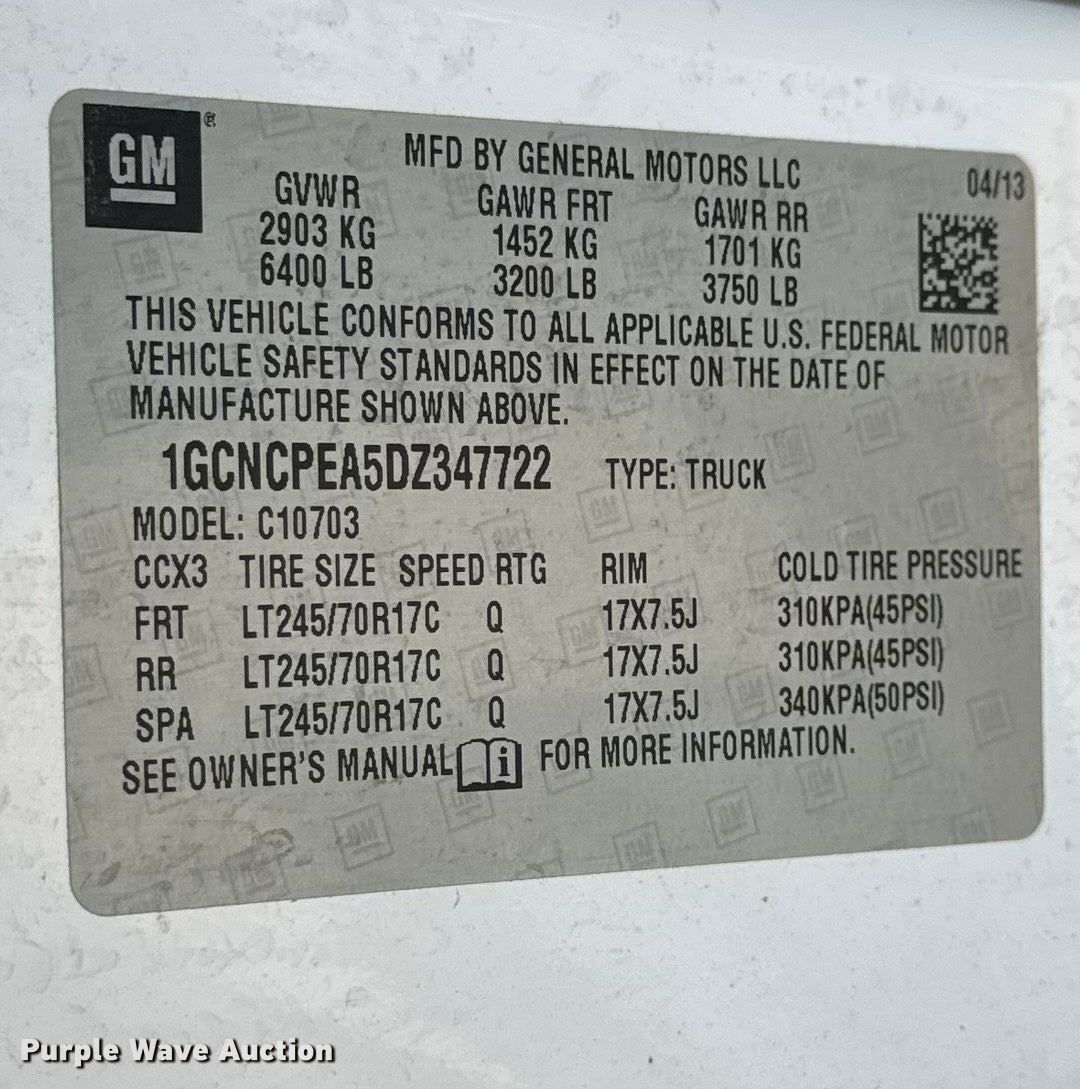 GM®
MFD BY GENERAL MOTORS LLC
04/13
GVWR GAWR FRT GAWR RR
2903 KG 1452 KG 1701 KG
6400 LB 3200 LB 3750 LB
THIS VEHICLE CONFORMS TO ALL APPLICABLE U.S. FEDERAL MOTOR
VEHICLE SAFETY STANDARDS IN EFFECT ON THE DATE OF
MANUFACTURE SHOWN ABOVE.
1GCNCPEA5DZ347722 TYPE: TRUCK
MODEL: C10703
CCX3 TIRE SIZE SPEED RTG RIM COLD TIRE PRESSURE
FRT LT245/70R17C Q 17X7.5J 310KPA(45PSI)
RR LT245/70R17C Q 17X7.5J 310KPA(45PSI)
SPA LT245/70R17C Q 17X7.5J 340KPA(50PSI)
SEE OWNER'S MANUAL i FOR MORE INFORMATION.
Purple Wave Auction